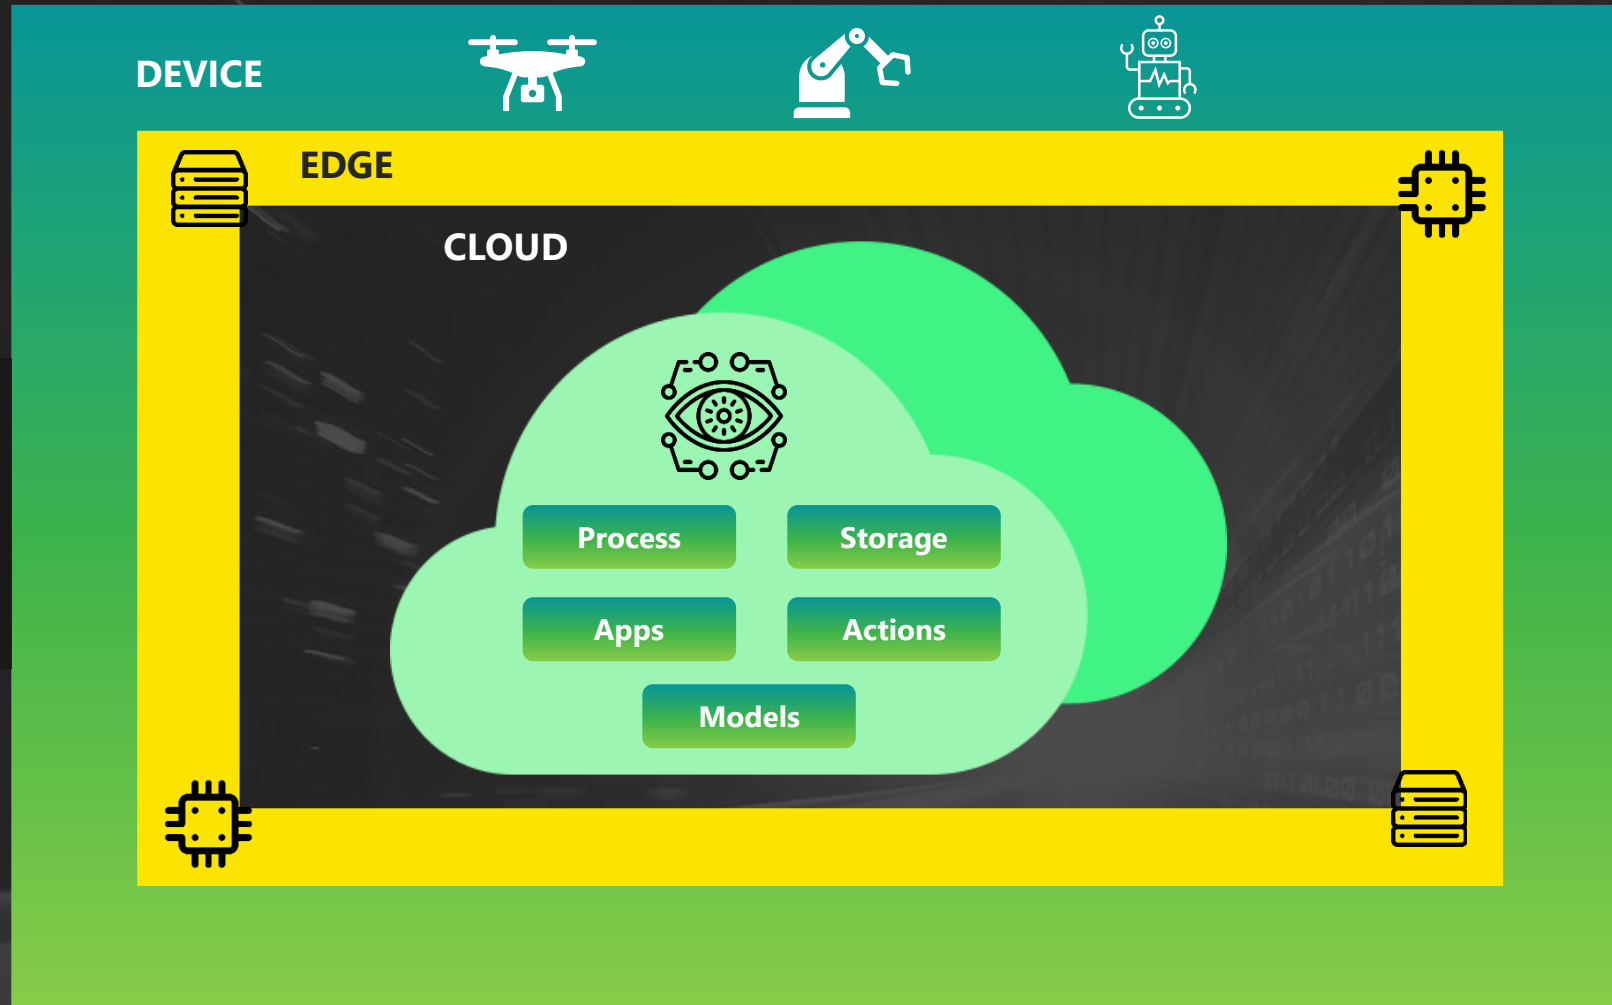 DEVICE
EDGE
CLOUD
Process
Storage
Apps
Actions
Models